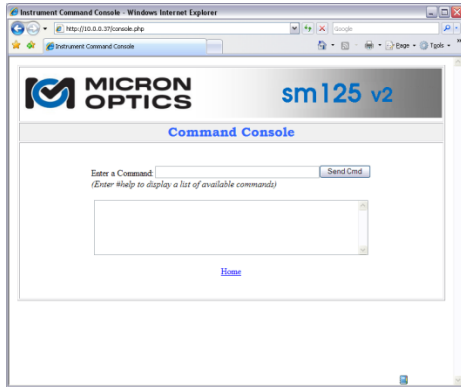 Instrument Command Console - Windows Internet Explorer
http://10.0.0.37/console.php
Google
Instrument Command Console
Page
Tools
MICRON OPTICS
sm125 v2
Command Console
Enter a Command:
Send Cmd
(Enter #help to display a list of available commands)
Home